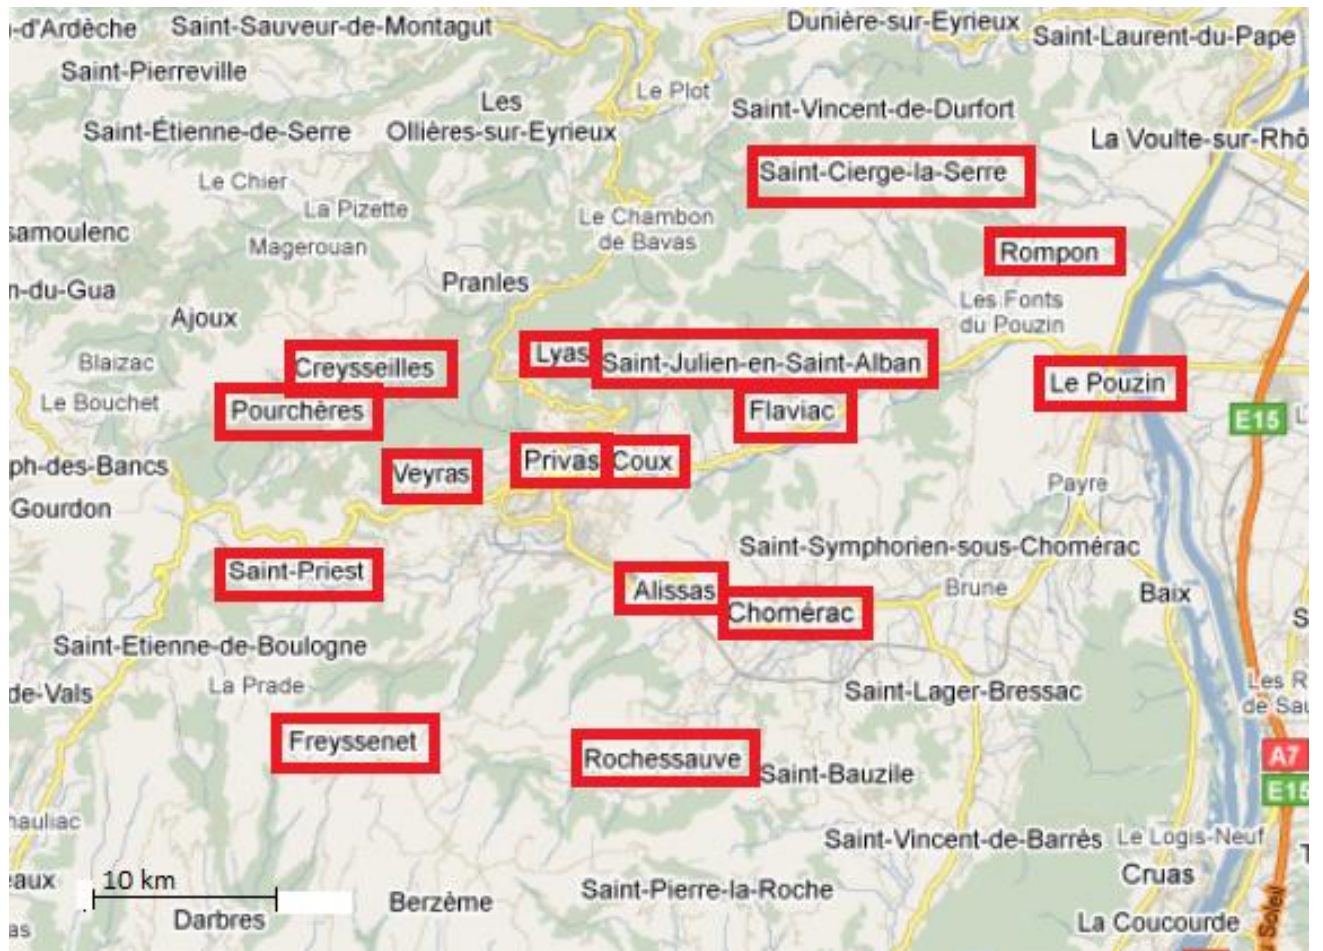 -d'Ardèche
Saint-Sauveur-de-Montagut
Dunière-sur-Eyrieux
Saint-Laurent-du-Pape
Saint-Pierreville
Le Plot
Les
Ollières-sur-Eyrieux
Saint-Vincent-de-Durfort
Saint-Étienne-de-Serre
La Voulte-sur-Rhô
Saint-Cierge-la-Serre
Le Chier
La Pizette
Le Chambon
de Bavas
samoulenc
Magerouan
Rompon
Pranles
n-du-Gua
Les Fonts
du Pouzin
Ajoux
Lyas
Saint-Julien-en-Saint-Alban
Blaizac
Creysseilles
Le Pouzin
Le Bouchet
Pourchères
Flaviac
E15
L
ph-des-Bancs
Veyras
Privas
Coux
Payre
Gourdon
Saint-Symphorien-sous-Chomérac
Saint-Priest
Alissas
Brune
Baix
Chomérac
S
Saint-Etienne-de-Boulogne
La Prade
de-Vals
Saint-Lager-Bressac
Les R
de Sau
Freyssenet
Rochessauve
Saint-Bauzile
A7
E15
nauliac
Saint-Vincent-de-Barrès
Le Logis-Neuf
eaux
10 km
Cruas
Saint-Pierre-la-Roche
Berzème
Darbres
La Coucourde
as
Soleil